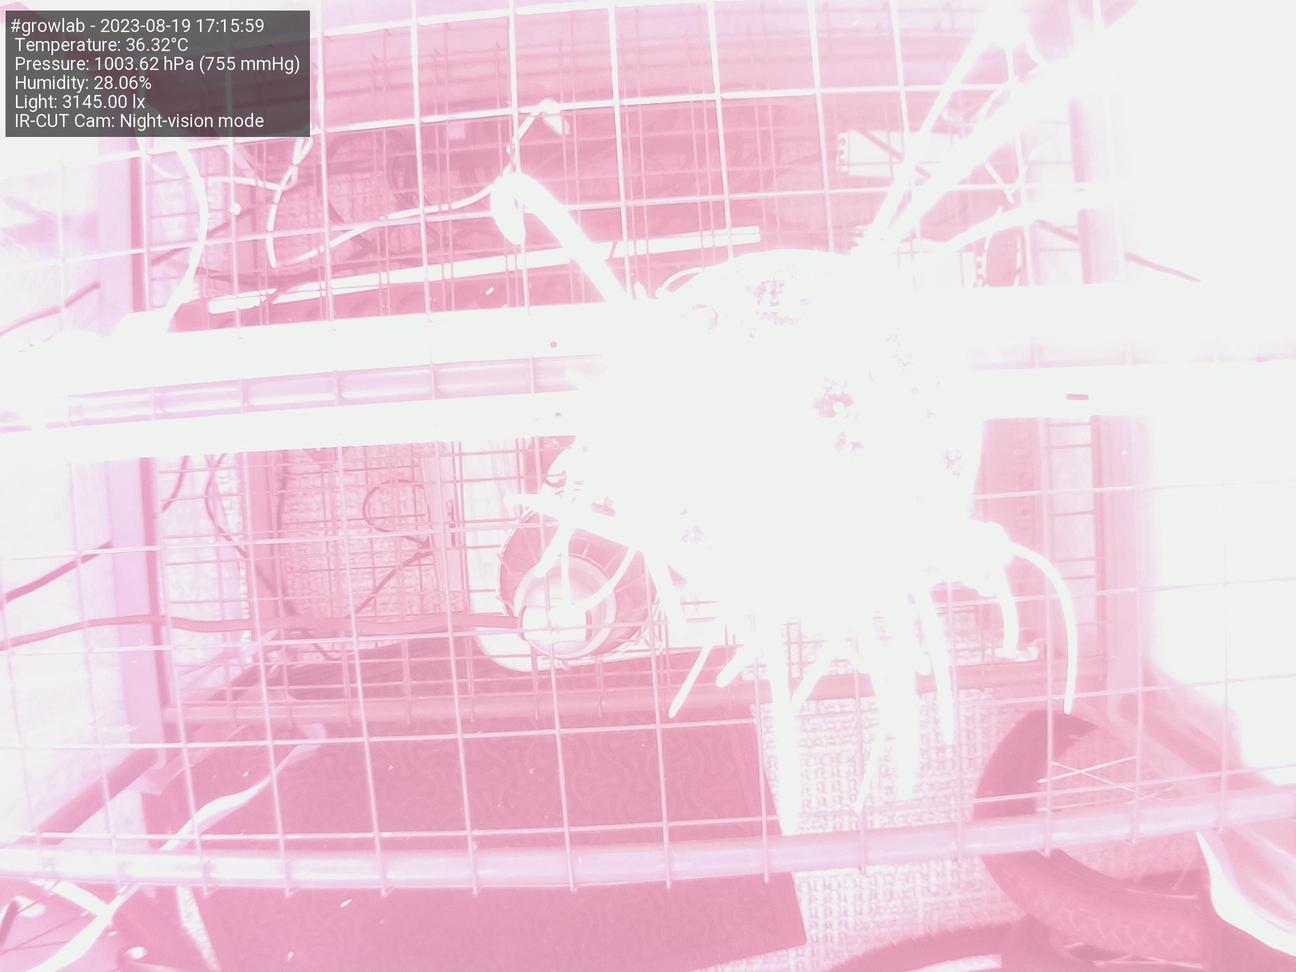 #growlab - 2023-08-19 17:15:59
Temperature: 36.32°C
Pressure: 1003.62 hPa (755 mmHg)
Humidity: 28.06%
Light: 3145.00 lx
IR-CUT Cam: Night-vision mode